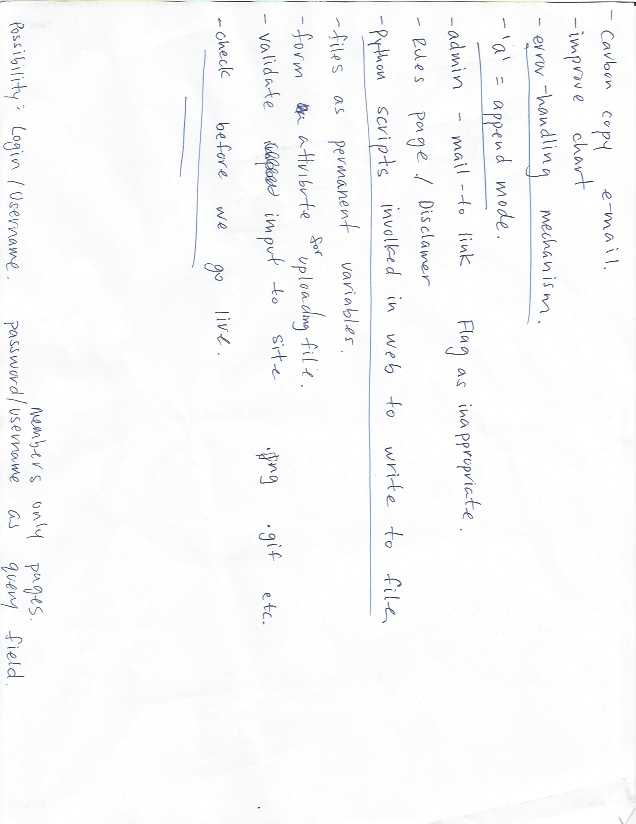 - Carbon copy e-mail.
- improve chart
- error-handling mechanism.
- 'a' = append mode.
- admin - mail-to link Flag as inappropriate.
- Rules page / Disclamer
- Python scripts involked in web to write to file
- files as permanent variables.
- form attribute for uploading file.
- validate imput to site .png .gif etc.
- check before we go live.
members only pages.
Possibility: Login / Username. password/username as query field.